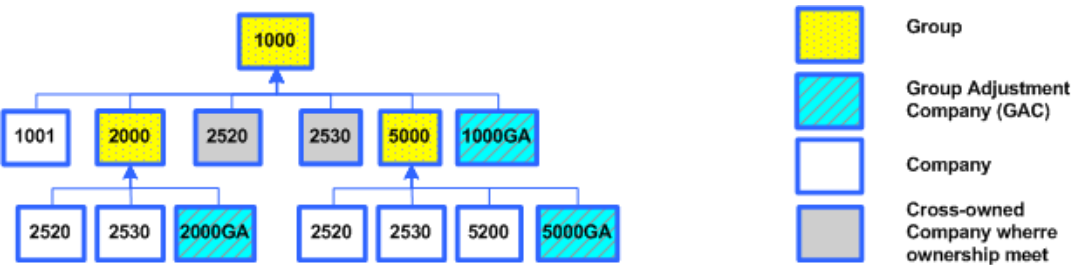 1000
1001
2000
2520
2530
5000
1000GA
2520
2530
2000GA
2520
2530
5200
5000GA
Group
Group Adjustment
Company (GAC)
Company
Cross-owned
Company wherre
ownership meet